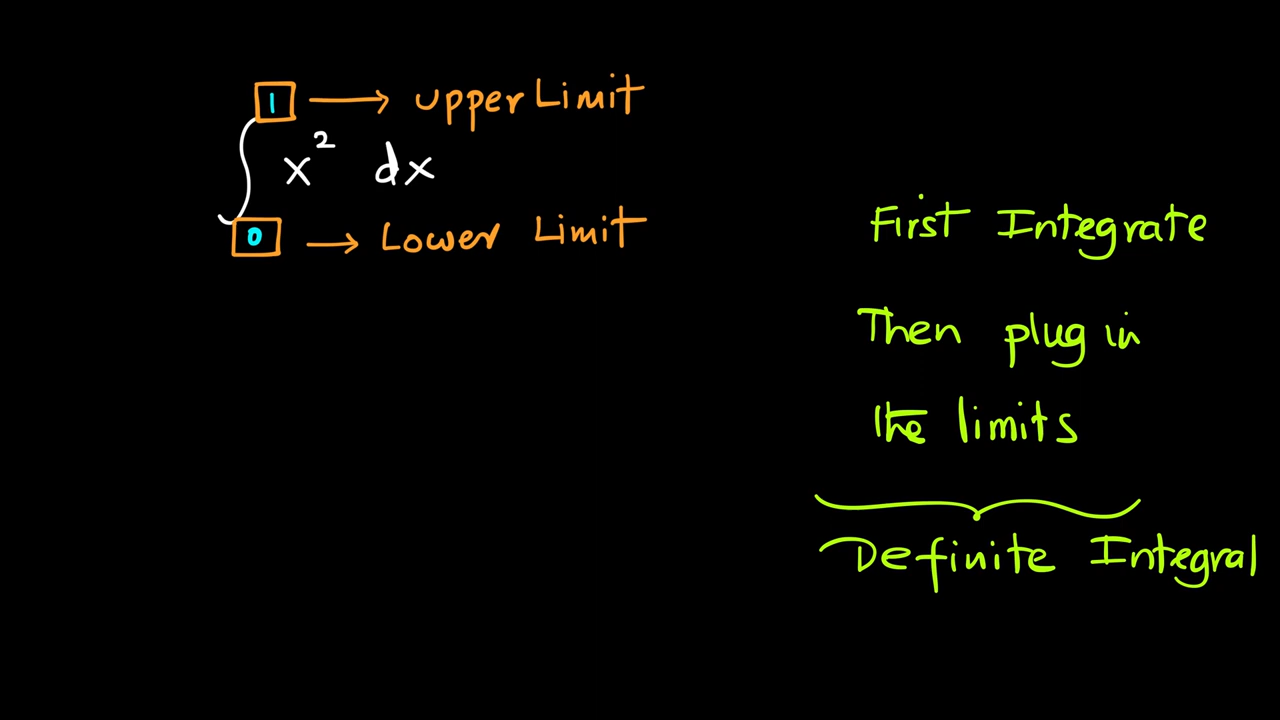 1 → upper Limit
∫ x² dx
0 → Lower Limit
First Integrate
Then plug in
the limits
Definite Integral